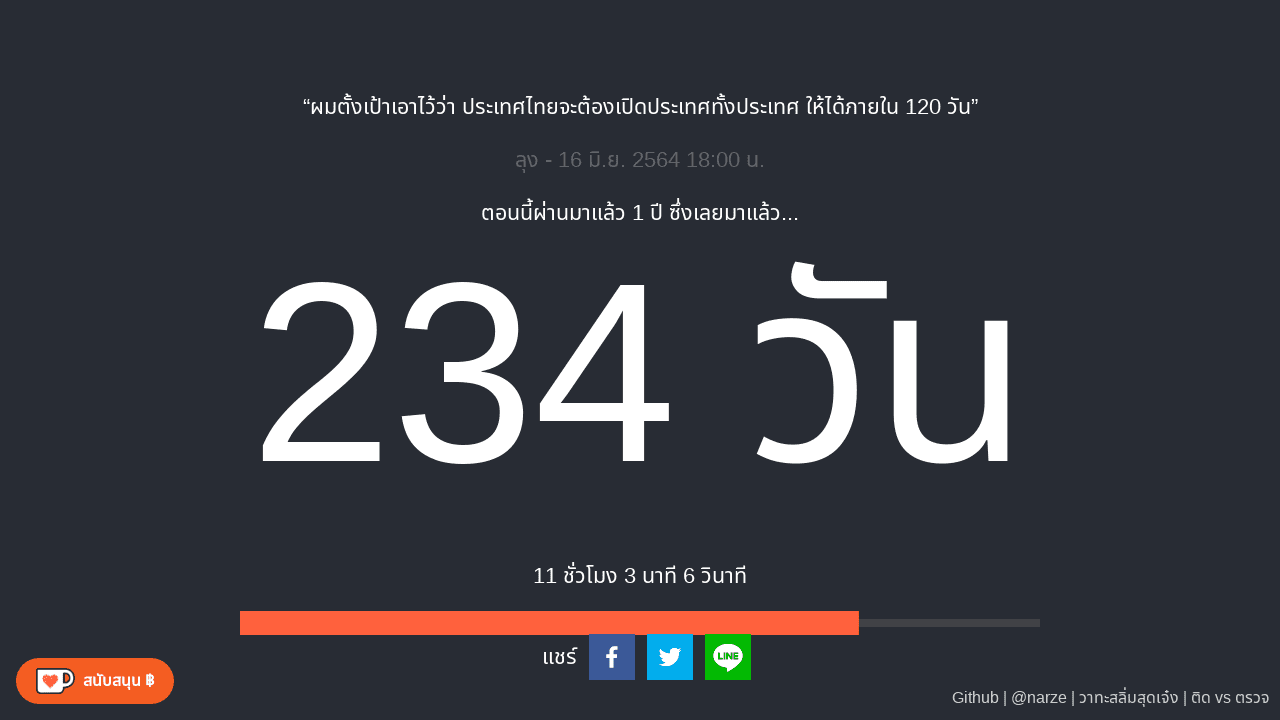 “ผมตั้งเป้าเอาไว้ว่า ประเทศไทยจะต้องเปิดประเทศทั้งประเทศ ให้ได้ภายใน 120 วัน”
ลุง - 16 มิ.ย. 2564 18:00 น.
ตอนนี้ผ่านมาแล้ว 1 ปี ซึ่งเลยมาแล้ว...
234 วัน
11 ชั่วโมง 3 นาที 6 วินาที
แชร์
LINE
สนับสนุน ฿
Github | @narze | วาทะสลิ่มสุดเจ๋ง | ติด vs ตรวจ